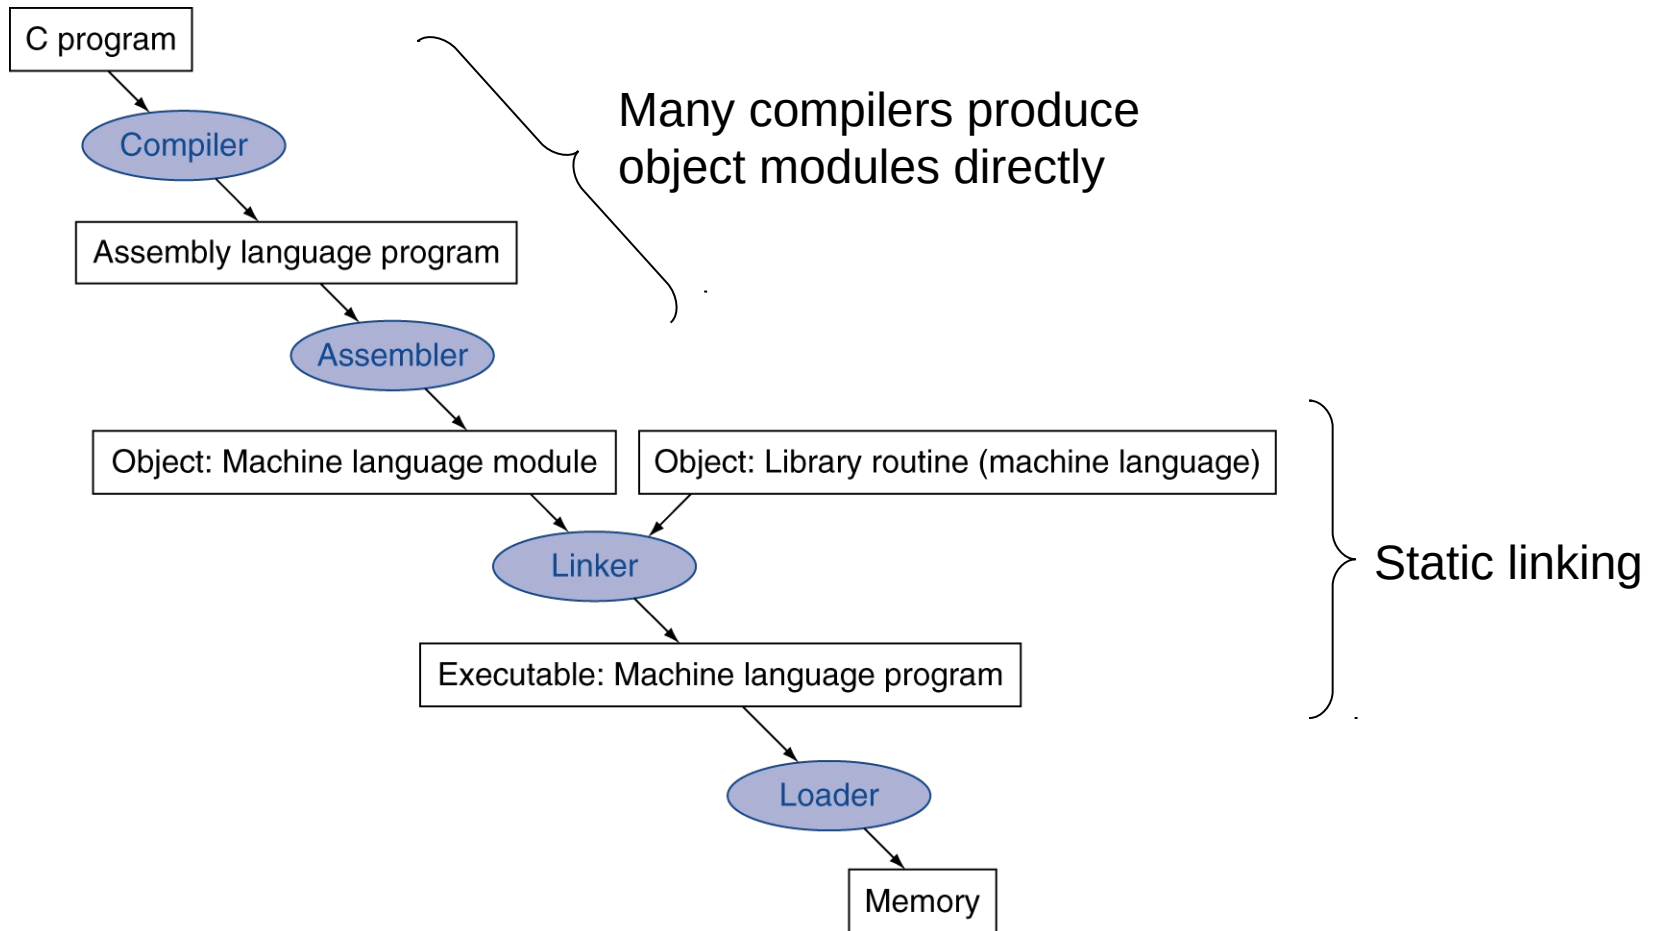 C program
Many compilers produce
object modules directly
Compiler
Assembly language program
Assembler
Object: Machine language module
Object: Library routine (machine language)
Linker
Static linking
Executable: Machine language program
Loader
Memory